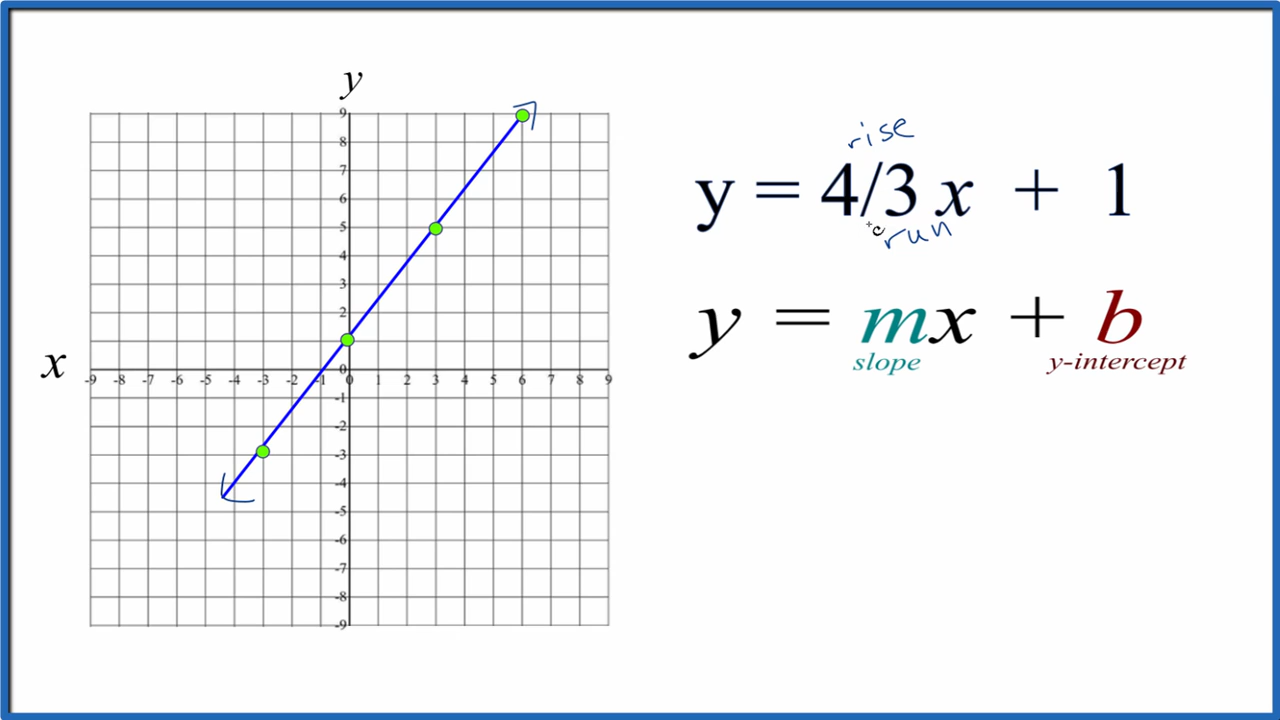 y
9
8
7
6
5
4
3
2
0
x
-9 -8 -7 -6 -5 -4 -3 -2 -1 0 1 2 3 4 5 6 7 8 9
-1
-2
-3
-4
-5
-6
-7
-8
-9
rise
y = 4/3 x + 1
run
y = mx + b
slope y-intercept